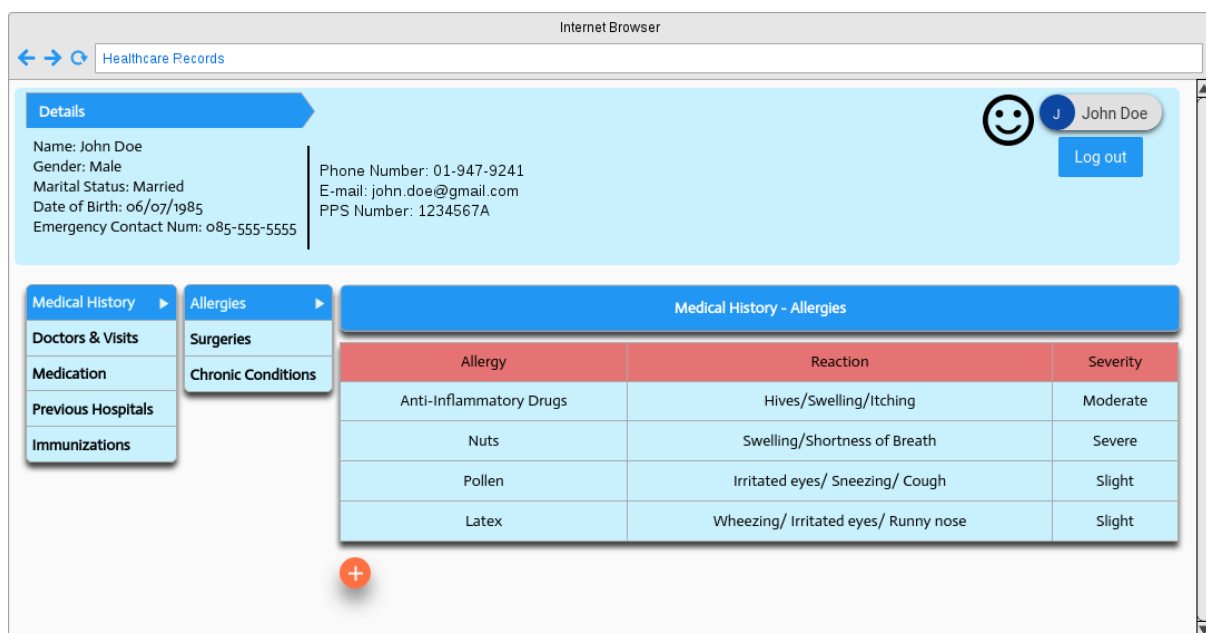 Internet Browser
Healthcare Records
Details
J
John Doe
Log out
Name: John Doe
Gender: Male
Marital Status: Married
Date of Birth: 06/07/1985
Emergency Contact Num: 085-555-5555
Phone Number: 01-947-9241
E-mail: john.doe@gmail.com
PPS Number: 1234567A
Medical History
Doctors & Visits
Medication
Previous Hospitals
Immunizations
Allergies
Surgeries
Chronic Conditions
Medical History - Allergies
Allergy Reaction Severity
Anti-Inflammatory Drugs Hives/Swelling/Itching Moderate
Nuts Swelling/Shortness of Breath Severe
Pollen Irritated eyes/ Sneezing/ Cough Slight
Latex Wheezing/ Irritated eyes/ Runny nose Slight